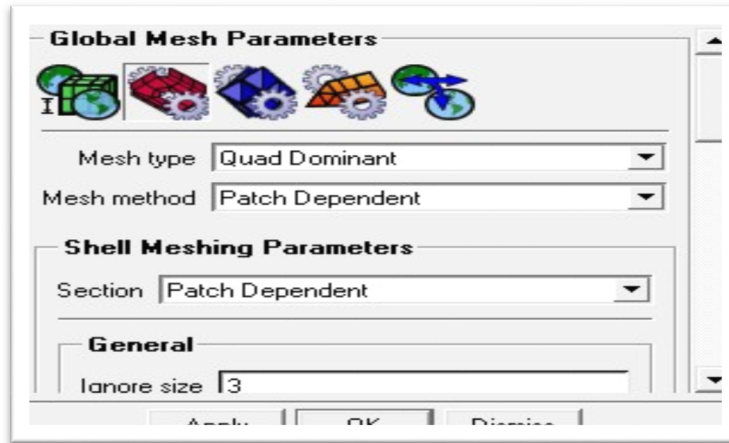 Global Mesh Parameters
I
Mesh type Quad Dominant
Mesh method Patch Dependent
Shell Meshing Parameters
Section Patch Dependent
General
Ignore size 3
Apply OK Dismiss